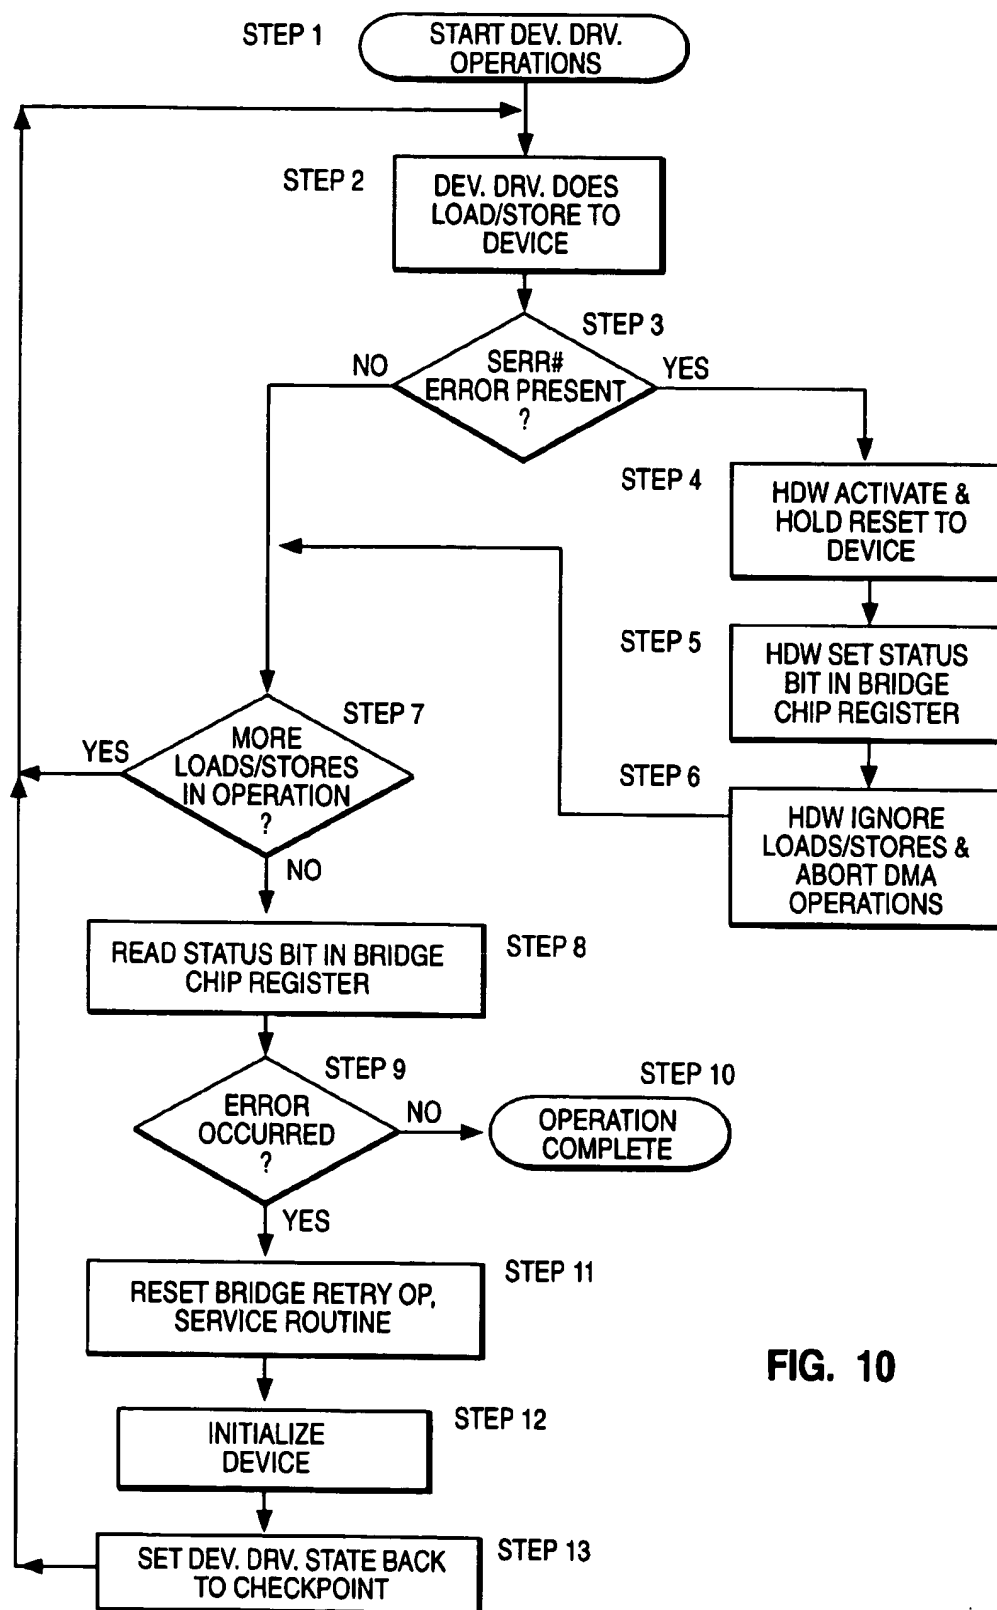 STEP 1
START DEV. DRV.
OPERATIONS
STEP 2
DEV. DRV. DOES
LOAD/STORE TO
DEVICE
STEP 3
SERR#
ERROR PRESENT
?
NO
YES
STEP 4
HDW ACTIVATE &
HOLD RESET TO
DEVICE
STEP 5
HDW SET STATUS
BIT IN BRIDGE
CHIP REGISTER
STEP 6
HDW IGNORE
LOADS/STORES &
ABORT DMA
OPERATIONS
STEP 7
MORE
LOADS/STORES
IN OPERATION
?
YES
NO
STEP 8
READ STATUS BIT IN BRIDGE
CHIP REGISTER
STEP 9
ERROR
OCCURRED
?
NO
STEP 10
OPERATION
COMPLETE
YES
STEP 11
RESET BRIDGE RETRY OP,
SERVICE ROUTINE
STEP 12
INITIALIZE
DEVICE
STEP 13
SET DEV. DRV. STATE BACK
TO CHECKPOINT
FIG. 10